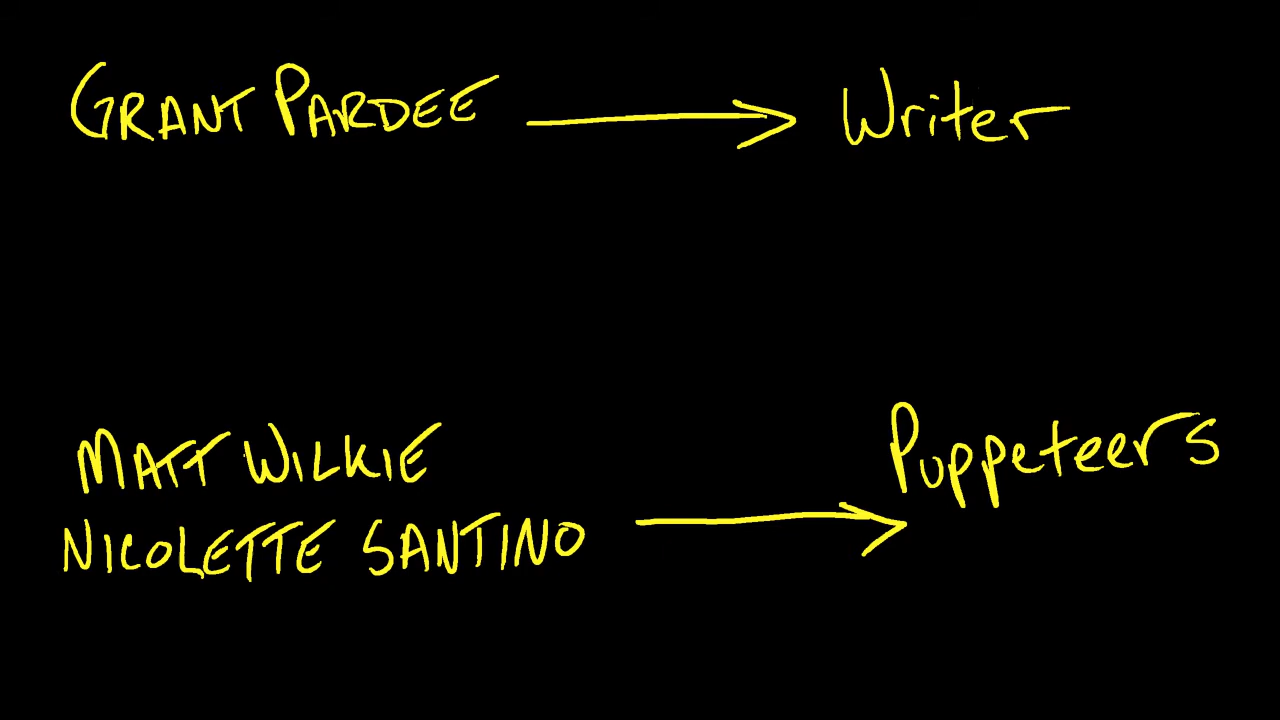 GRANT PARDEE → Writer
MATT WILKIE
NICOLETTE SANTINO → Puppeteers